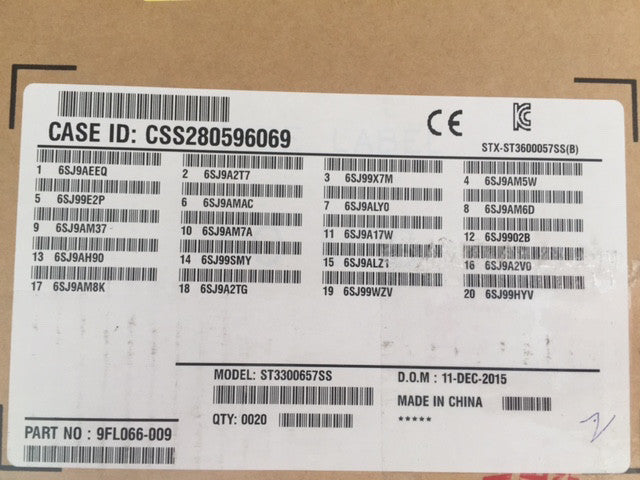 CASE ID: CSS280596069
CE
STX-ST3600057SS(B)
1 6SJ9AEEQ 2 6SJ9A2T7 3 6SJ99X7M 4 6SJ9AM5W
5 6SJ99E2P 6 6SJ9AMAC 7 6SJ9ALY0 8 6SJ9AM6D
9 6SJ9AM37 10 6SJ9AM7A 11 6SJ9A17W 12 6SJ9902B
13 6SJ9AH90 14 6SJ99SMY 15 6SJ9ALZ1 16 6SJ9A2V0
17 6SJ9AM8K 18 6SJ9A2TG 19 6SJ99WZV 20 6SJ99HYV
MODEL: ST3300657SS
D.O.M : 11-DEC-2015
MADE IN CHINA
QTY: 0020
*****
PART NO : 9FL066-009